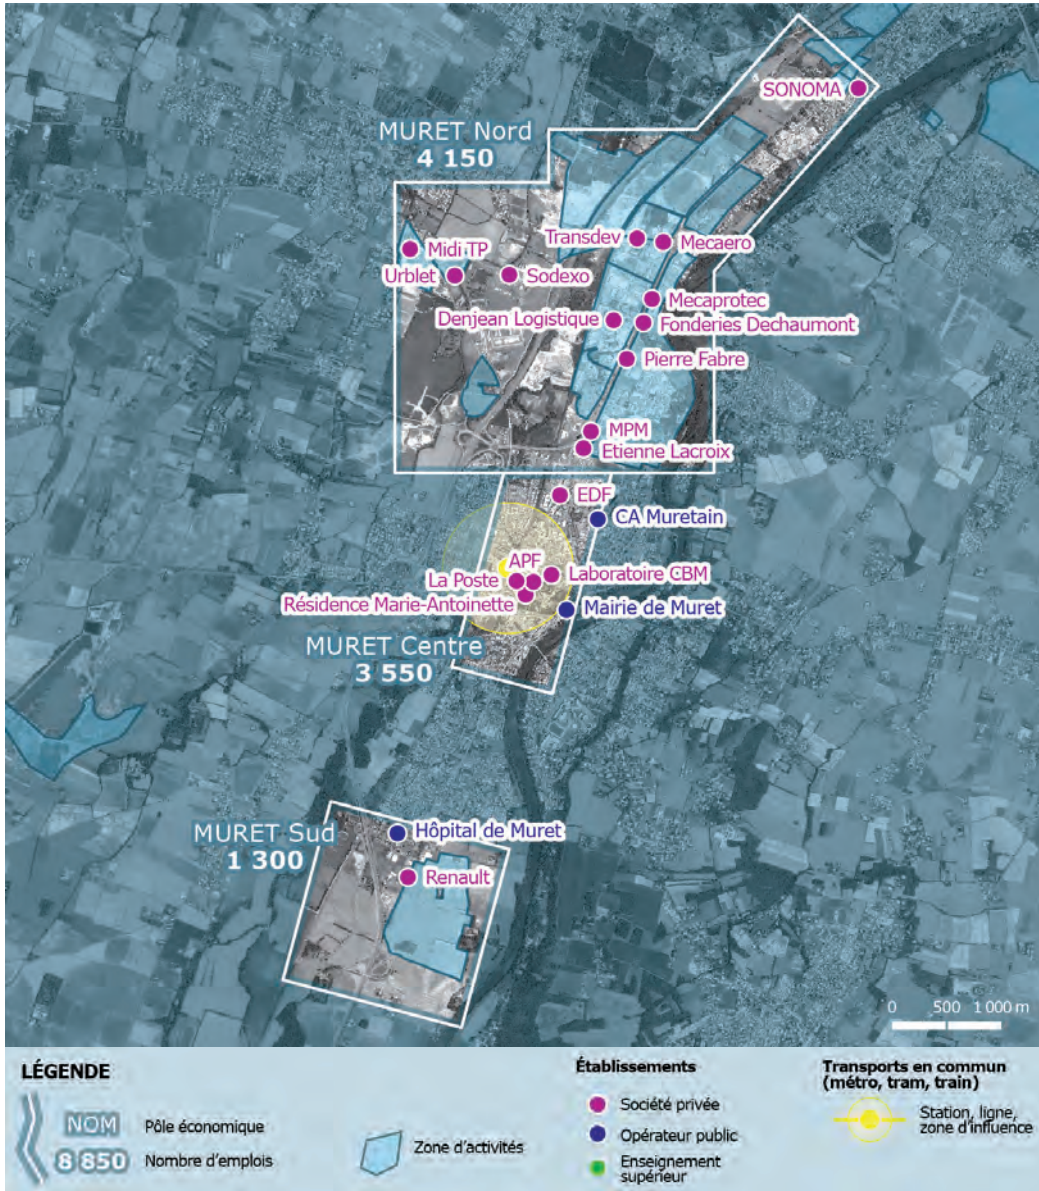 SONOMA
MURET Nord
4 150
Transdev
Mecaero
Midi TP
Urblet
Sodexo
Mecaprotec
Denjean Logistique
Fonderies Dechaumont
Pierre Fabre
MPM
Etienne Lacroix
EDF
CA Muretain
APF
La Poste
Laboratoire CBM
Résidence Marie-Antoinette
Mairie de Muret
MURET Centre
3 550
MURET Sud
1 300
Hôpital de Muret
Renault
0 500 1 000 m
LÉGENDE
NOM
Pôle économique
8 850
Nombre d'emplois
Zone d'activités
Établissements
Société privée
Opérateur public
Enseignement
supérieur
Transports en commun
(métro, tram, train)
Station, ligne,
zone d'influence